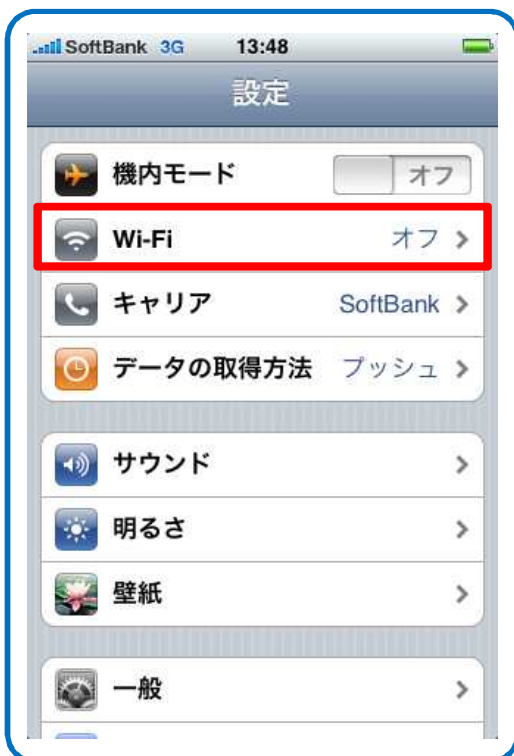 SoftBank 3G 13:48
設定
機内モード オフ
Wi-Fi オフ
キャリア SoftBank
データの取得方法 プッシュ
サウンド
明るさ
壁紙
一般